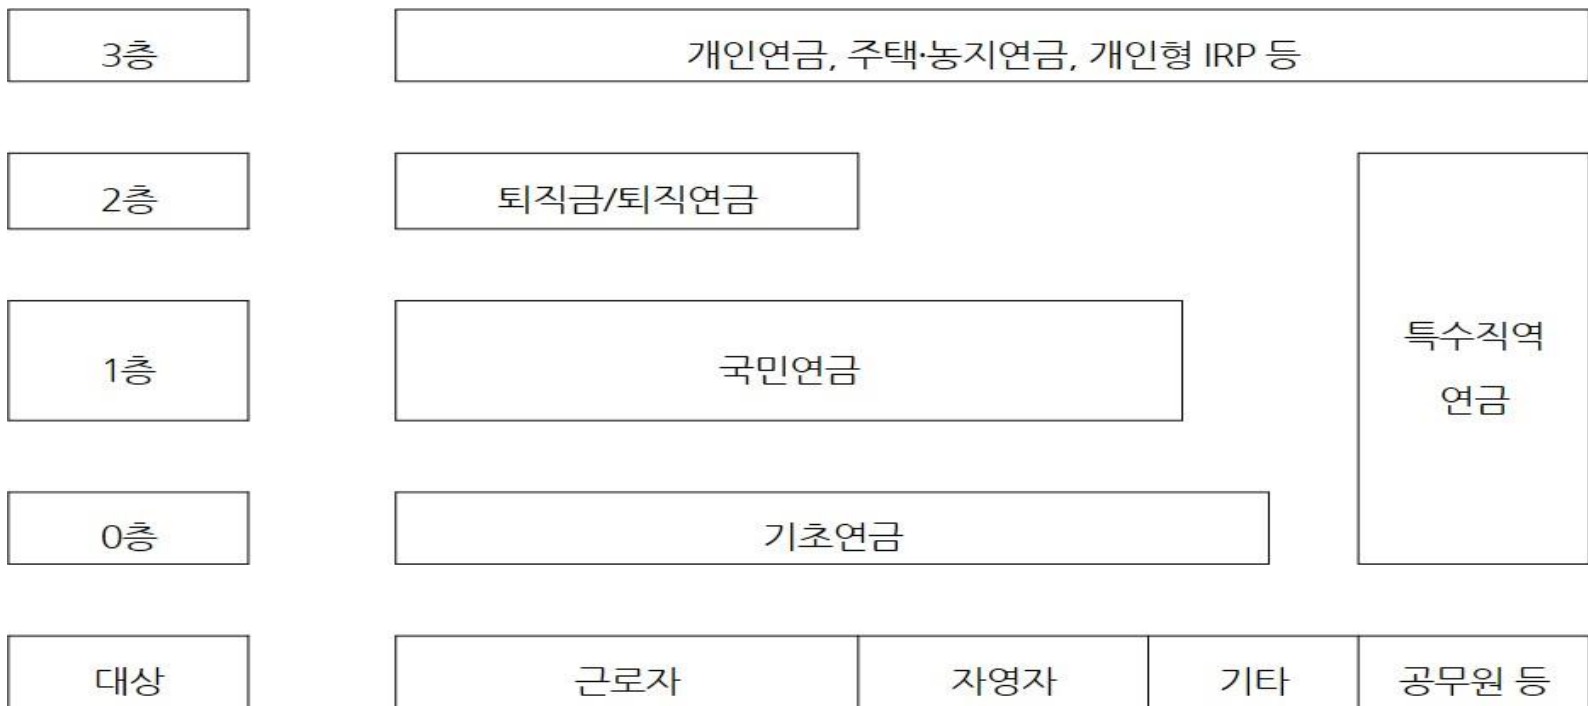 3층
개인연금, 주택·농지연금, 개인형 IRP 등
2층
퇴직금/퇴직연금
1층
국민연금
특수직역
연금
0층
기초연금
대상
근로자
자영자
기타
공무원 등